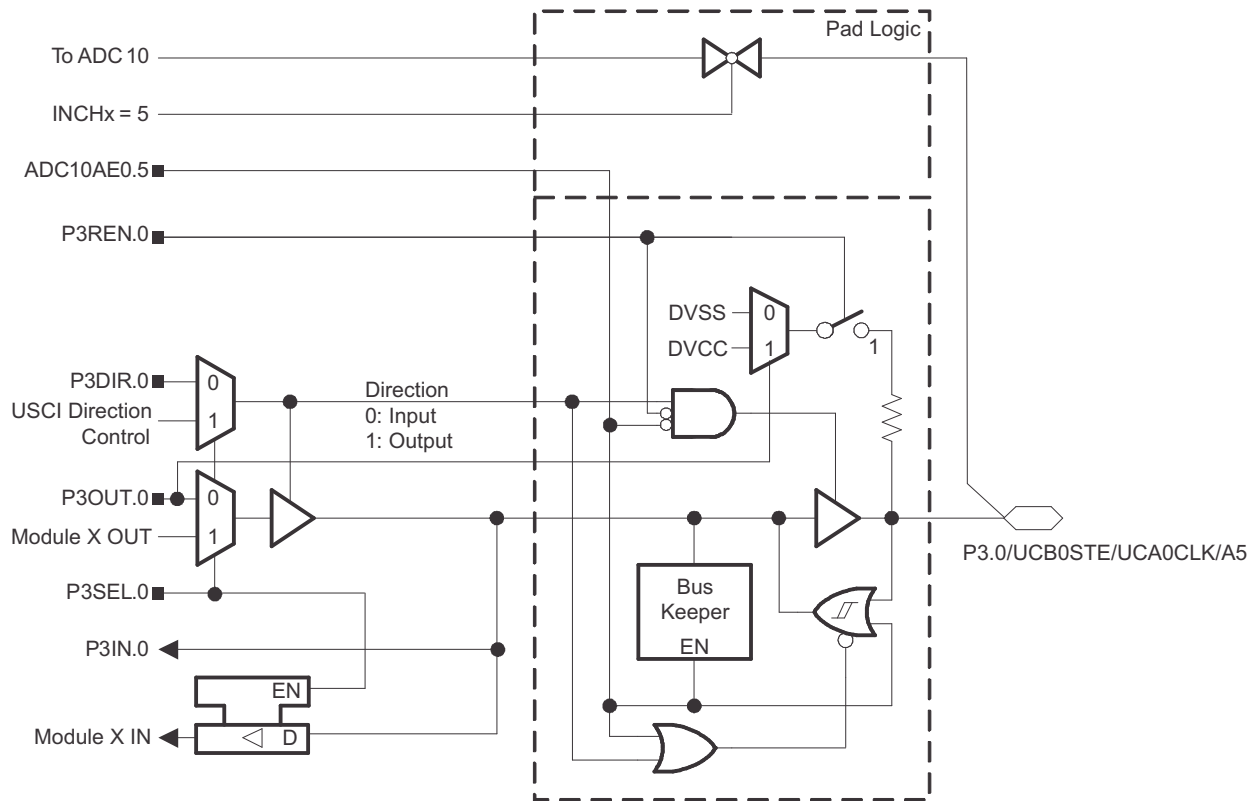 Pad Logic
To ADC 10
INCHx = 5
ADC10AE0.5
P3REN.0
DVSS
0
DVCC
1
1
P3DIR.0
0
USCI Direction
Control
1
Direction
0: Input
1: Output
P3OUT.0
0
Module X OUT
1
P3.0/UCB0STE/UCA0CLK/A5
P3SEL.0
Bus
Keeper
EN
P3IN.0
EN
Module X IN
D